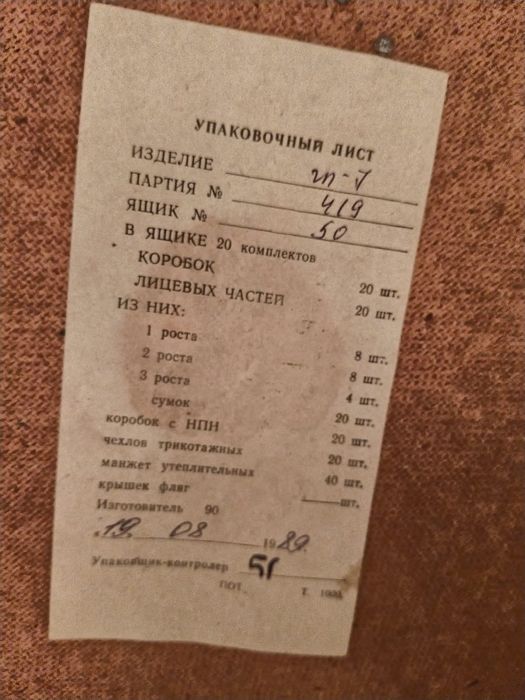 УПАКОВОЧНЫЙ ЛИСТ
ИЗДЕЛИЕ
ПАРТИЯ № 419
ЯЩИК № 50
В ЯЩИКЕ 20 комплектов
КОРОБОК 20 шт.
ЛИЦЕВЫХ ЧАСТЕЙ 20 шт.
ИЗ НИХ:
1 роста 8 шт.
2 роста 8 шт.
3 роста 4 шт.
сумок 20 шт.
коробок с НПН 20 шт.
чехлов трикотажных 20 шт.
манжет утеплительных 40 шт.
крышек фляг шт.
Изготовитель 90
19. 08 1989.
Упаковщик-контролер 51
ПОТ. Т.